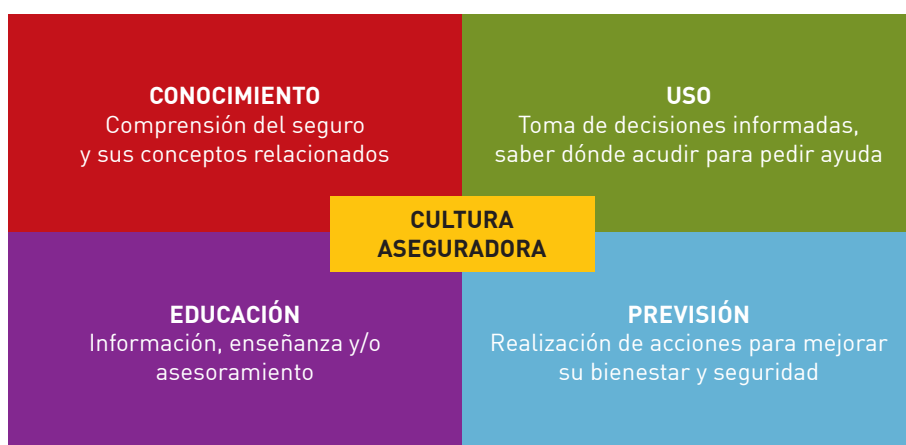 CONOCIMIENTO
Comprensión del seguro
y sus conceptos relacionados
USO
Toma de decisiones informadas,
saber dónde acudir para pedir ayuda
CULTURA
ASEGURADORA
EDUCACIÓN
Información, enseñanza y/o
asesoramiento
PREVISIÓN
Realización de acciones para mejorar
su bienestar y seguridad